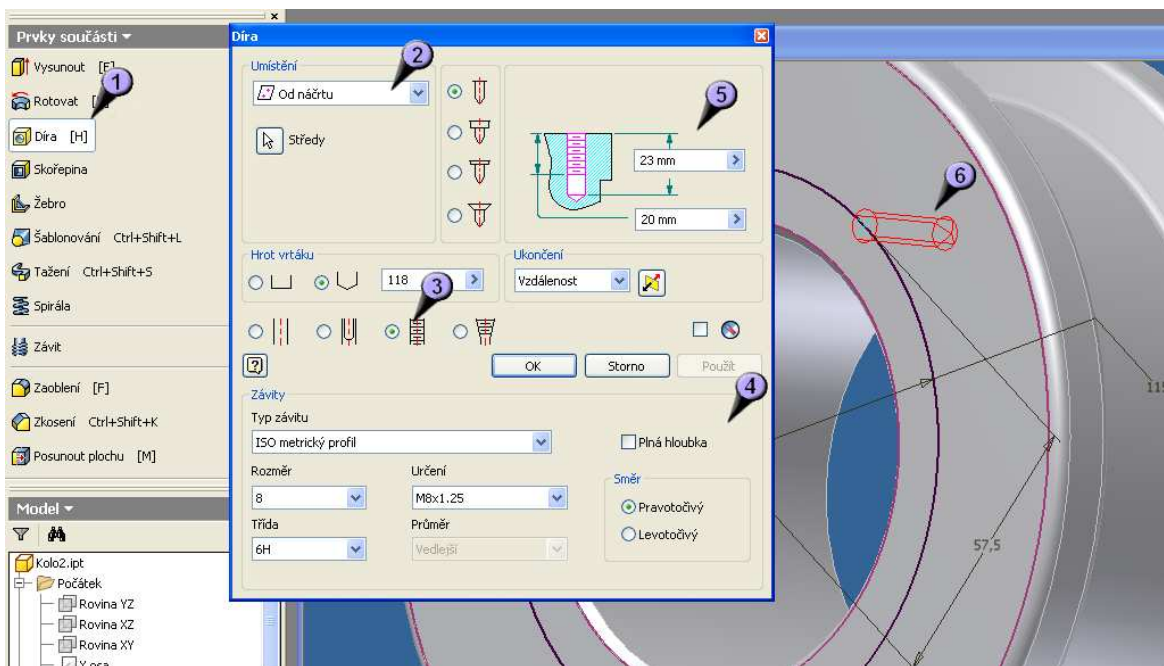 Prvky součásti
Vysunout [E]
Rotovat
Díra [H]
Skořepina
Žebro
Šablonování Ctrl+Shift+L
Tažení Ctrl+Shift+S
Spirála
Závit
Zaoblení [F]
Zkosení Ctrl+Shift+K
Posunout plochu [M]
Model
Kolo2.ipt
Počátek
Rovina YZ
Rovina XZ
Rovina XY
X osa
1
Díra
2
Umístění
Od náčrtu
Středy
5
23 mm
20 mm
Hrot vrtáku
118
3
Ukončení
Vzdálenost
OK
Storno
Použít
4
Závity
Typ závitu
ISO metrický profil
Plná hloubka
Rozměr
Určení
8
M8x1.25
Třída
Průměr
6H
Vedlejší
Směr
Pravotočivý
Levotočivý
6
115
57,5